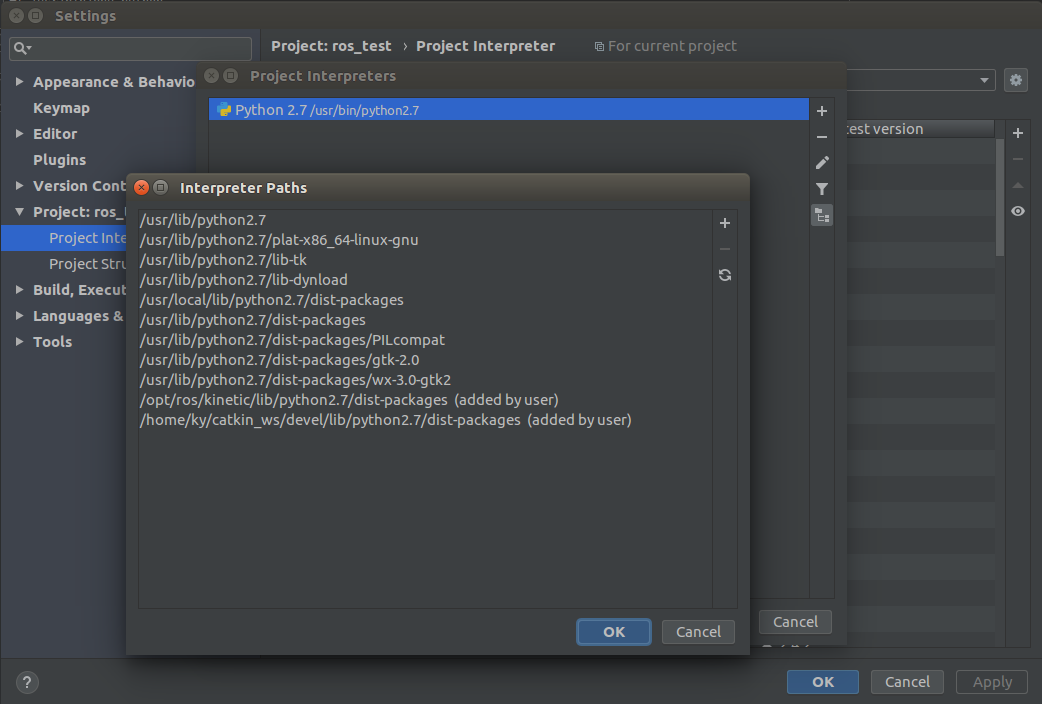 Settings
Project: ros_test › Project Interpreter
For current project
Appearance & Behavio
Keymap
Editor
Plugins
Version Cont
Project: ros_t
Project Inte
Project Stru
Build, Execut
Languages &
Tools
Project Interpreters
Python 2.7 /usr/bin/python2.7
test version
Interpreter Paths
/usr/lib/python2.7
/usr/lib/python2.7/plat-x86_64-linux-gnu
/usr/lib/python2.7/lib-tk
/usr/lib/python2.7/lib-dynload
/usr/local/lib/python2.7/dist-packages
/usr/lib/python2.7/dist-packages
/usr/lib/python2.7/dist-packages/PILcompat
/usr/lib/python2.7/dist-packages/gtk-2.0
/usr/lib/python2.7/dist-packages/wx-3.0-gtk2
/opt/ros/kinetic/lib/python2.7/dist-packages (added by user)
/home/ky/catkin_ws/devel/lib/python2.7/dist-packages (added by user)
OK
Cancel
Cancel
?
OK
Cancel
Apply